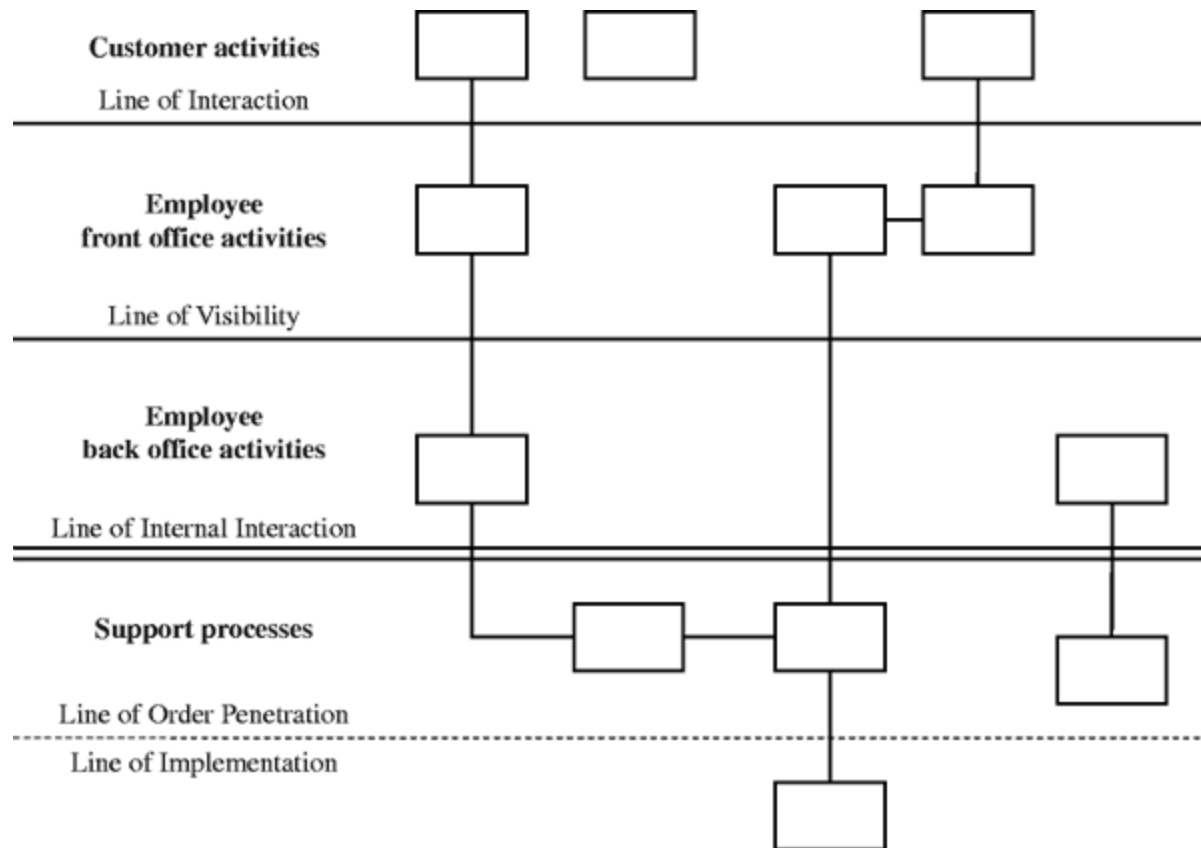 Customer activities
Line of Interaction
Employee
front office activities
Line of Visibility
Employee
back office activities
Line of Internal Interaction
Support processes
Line of Order Penetration
Line of Implementation